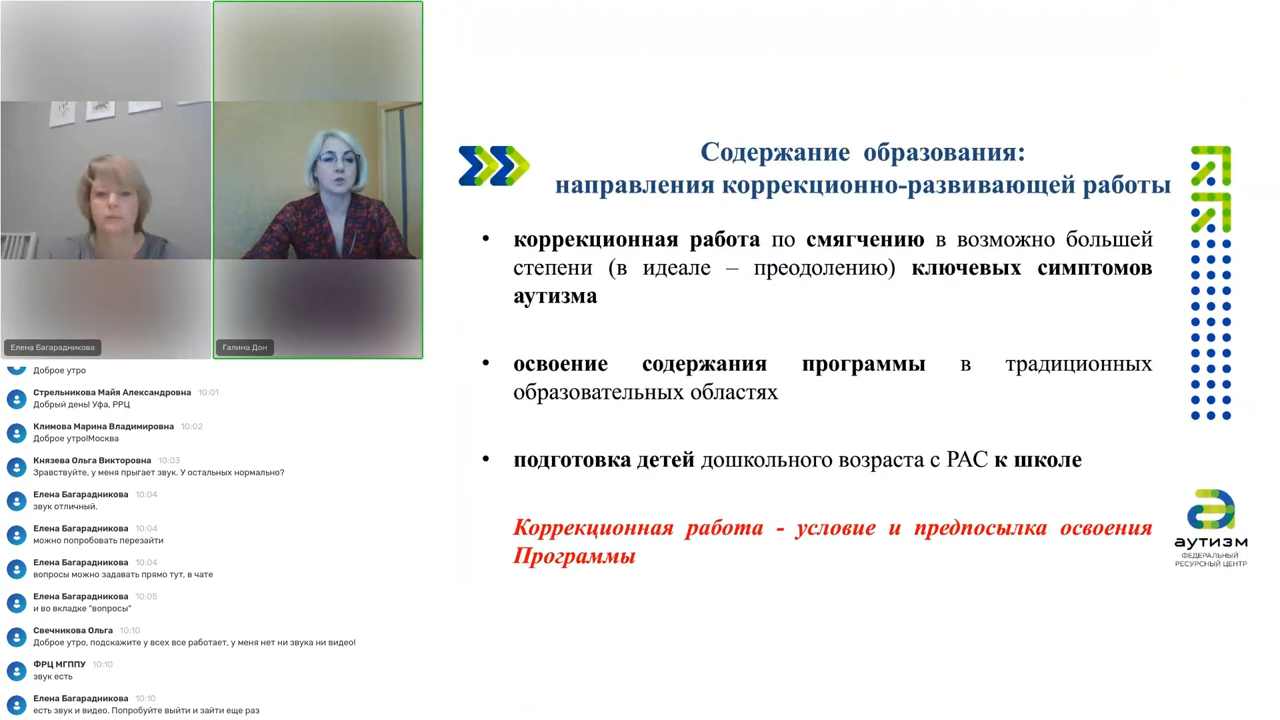 Елена Багарадникова
Галина Дон
Доброе утро
Стрельникова Майя Александровна 10:01
Добрый день! Уфа, РРЦ
Климова Марина Владимировна 10:02
Доброе утро!Москва
Князева Ольга Викторовна 10:03
Зравствуйте, у меня прыгает звук. У остальных нормально?
Елена Багарадникова 10:04
звук отличный.
Елена Багарадникова 10:04
можно попробовать перезайти
Елена Багарадникова 10:04
вопросы можно задавать прямо тут, в чате
Елена Багарадникова 10:05
и во вкладке "вопросы"
Свечникова Ольга 10:10
Доброе утро, подскажите у всех все работает, у меня нет ни звука ни видео!
ФРЦ МГППУ 10:10
звук есть
Елена Багарадникова 10:10
есть звук и видео. Попробуйте выйти и зайти еще раз
Содержание образования:
направления коррекционно-развивающей работы
• коррекционная работа по смягчению в возможно большей
степени (в идеале – преодолению) ключевых симптомов
аутизма
• освоение содержания программы в традиционных
образовательных областях
• подготовка детей дошкольного возраста с РАС к школе
Коррекционная работа - условие и предпосылка освоения
Программы
аутизм
ФЕДЕРАЛЬНЫЙ
РЕСУРСНЫЙ ЦЕНТР